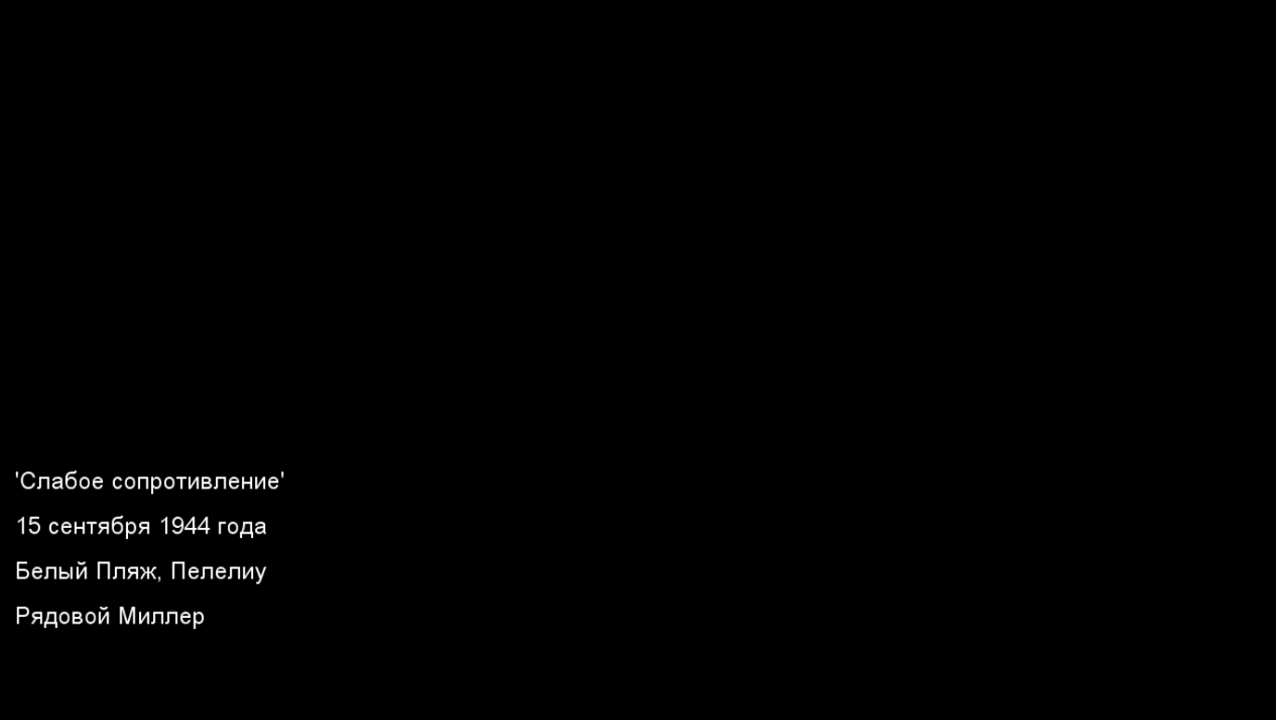 'Слабое сопротивление'
15 сентября 1944 года
Белый Пляж, Пелелиу
Рядовой Миллер